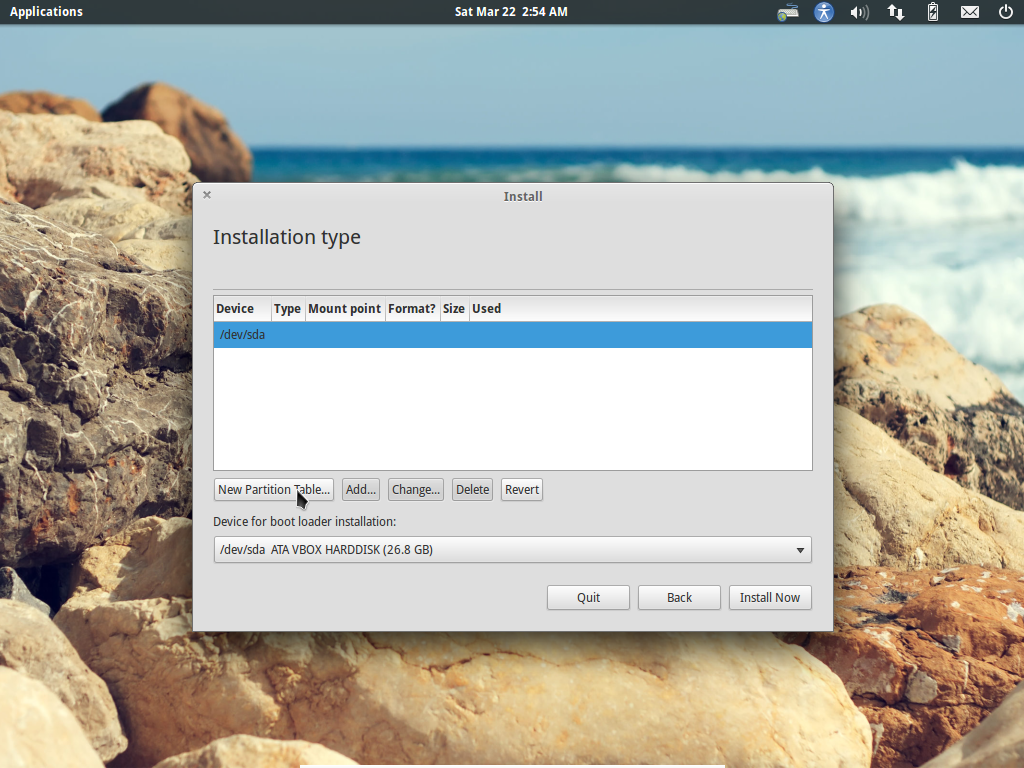 Applications Sat Mar 22 2:54 AM
Install
Installation type
Device Type Mount point Format? Size Used
/dev/sda
New Partition Table... Add... Change... Delete Revert
Device for boot loader installation:
/dev/sda ATA VBOX HARDDISK (26.8 GB)
Quit Back Install Now